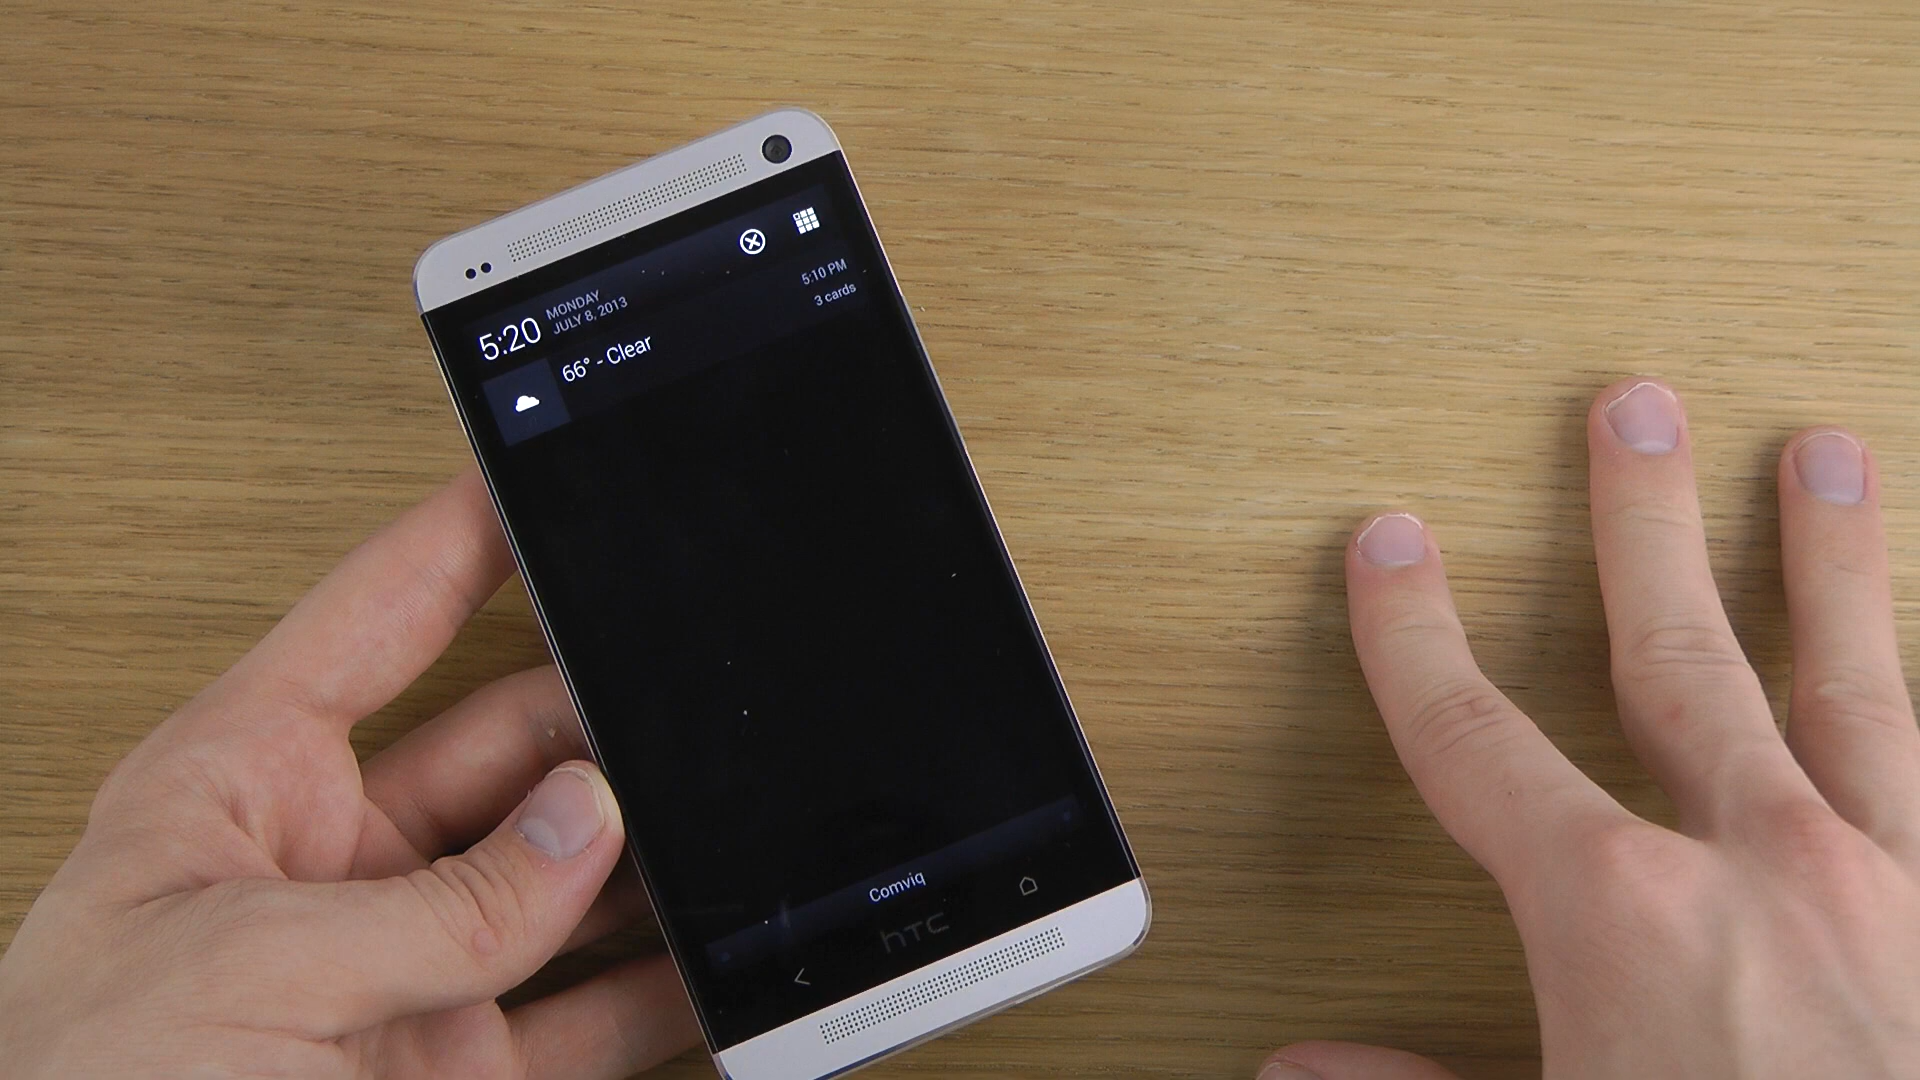 5:20
MONDAY
JULY 8, 2013
5:10 PM
3 cards
66° - Clear
Comviq
hTC